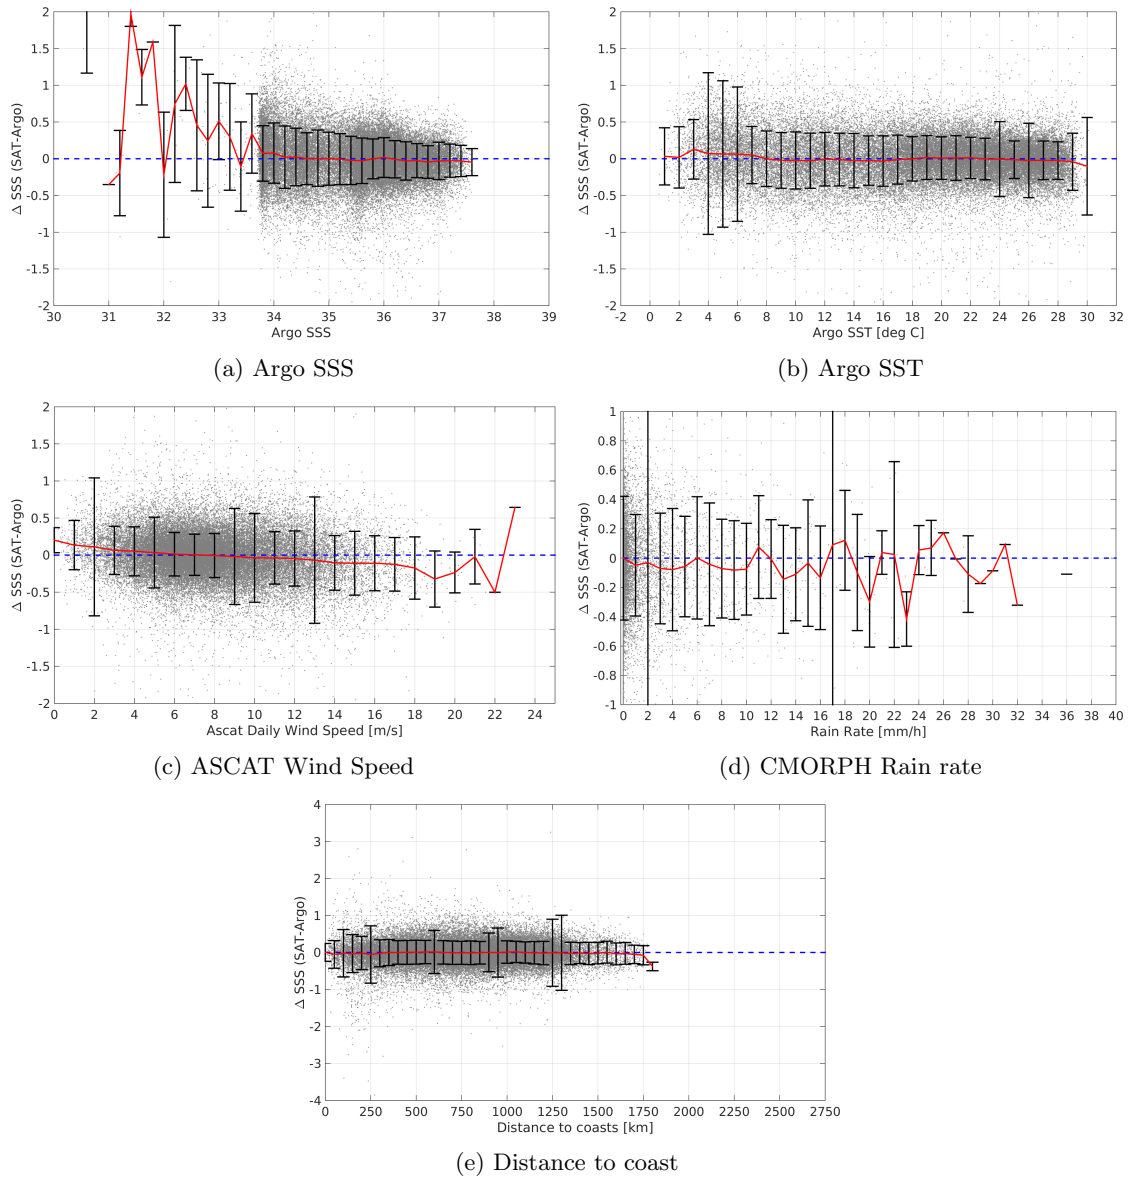 2
1.5
1
0.5
0
-0.5
-1
-1.5
-2
Δ SSS (SAT-Argo)
30 31 32 33 34 35 36 37 38 39
Argo SSS
(a) Argo SSS
2
1.5
1
0.5
0
-0.5
-1
-1.5
-2
Δ SSS (SAT-Argo)
-2 0 2 4 6 8 10 12 14 16 18 20 22 24 26 28 30 32
Argo SST [deg C]
(b) Argo SST
2
1.5
1
0.5
0
-0.5
-1
-1.5
-2
Δ SSS (SAT-Argo)
0 2 4 6 8 10 12 14 16 18 20 22 24
Ascat Daily Wind Speed [m/s]
(c) ASCAT Wind Speed
1
0.8
0.6
0.4
0.2
0
-0.2
-0.4
-0.6
-0.8
-1
Δ SSS (SAT-Argo)
0 2 4 6 8 10 12 14 16 18 20 22 24 26 28 30 32 34 36 38 40
Rain Rate [mm/h]
(d) CMORPH Rain rate
4
3
2
1
0
-1
-2
-3
-4
Δ SSS (SAT-Argo)
0 250 500 750 1000 1250 1500 1750 2000 2250 2500 2750
Distance to coasts [km]
(e) Distance to coast